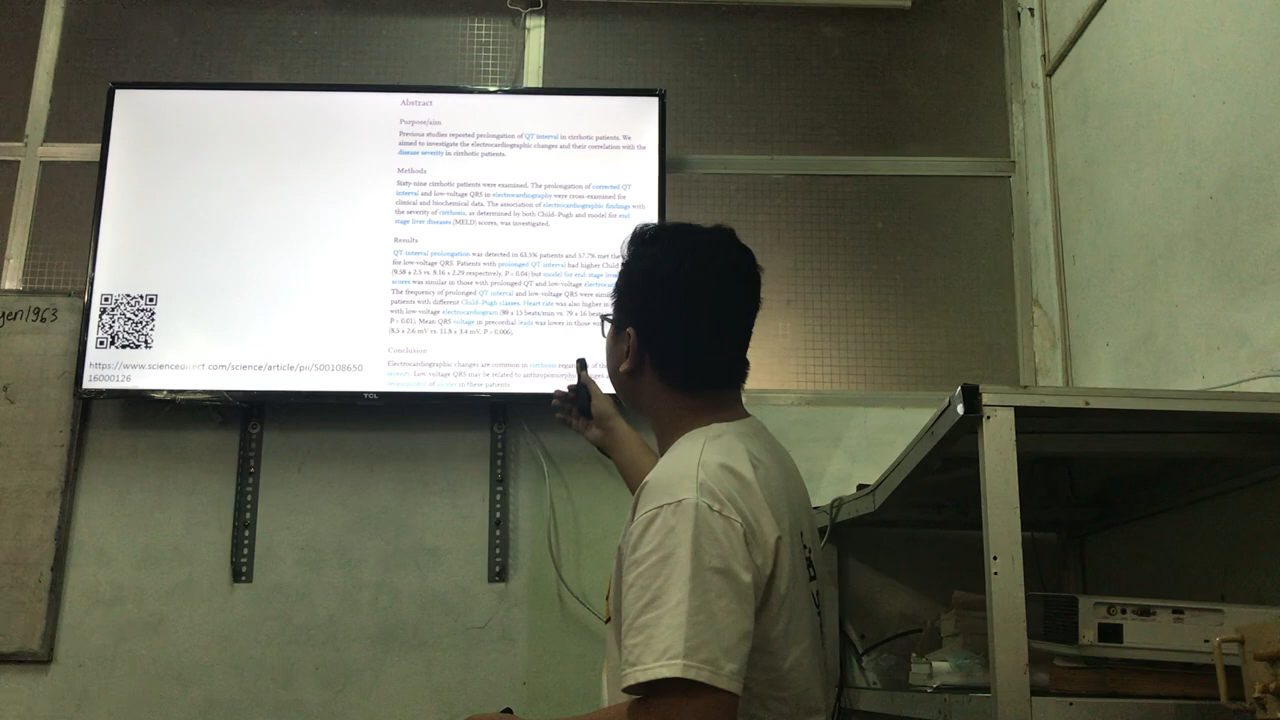 yen1963
Abstract
Purpose/aim
Previous studies reported prolongation of QT interval in cirrhotic patients. We
aimed to investigate the electrocardiographic changes and their correlation with the
disease severity in cirrhotic patients.
Methods
Sixty-nine cirrhotic patients were examined. The prolongation of corrected QT
interval and low-voltage QRS in electrocardiography were cross-examined for
clinical and biochemical data. The association of electrocardiographic findings with
the severity of cirrhosis, as determined by both Child–Pugh and model for end
stage liver diseases (MELD) scores, was investigated.
Results
QT interval prolongation was detected in 63.5% patients and 37.7% met the
for low-voltage QRS. Patients with prolonged QT interval had higher Child
(9.58 ± 2.5 vs. 8.16 ± 2.29 respectively, P = 0.04) but model for end stage
scores was similar in those with prolonged QT and low-voltage
The frequency of prolonged QT interval and low-voltage QRS were
patients with different Child–Pugh classes. Heart rate was also higher in
with low-voltage electrocardiogram (89 ± 15 beats/min vs. 79 ± 16
P = 0.01). Mean QRS voltage in precordial leads was lower in those
(8.5 ± 2.6 mV vs. 11.8 ± 3.4 mV, P = 0.006).
Conclusion
Electrocardiographic changes are common in cirrhosis of the
severity. Low-voltage QRS may be related to
of ascites in these patients
https://www.sciencedirect.com/science/article/pii/S00108650
16000126
TCL